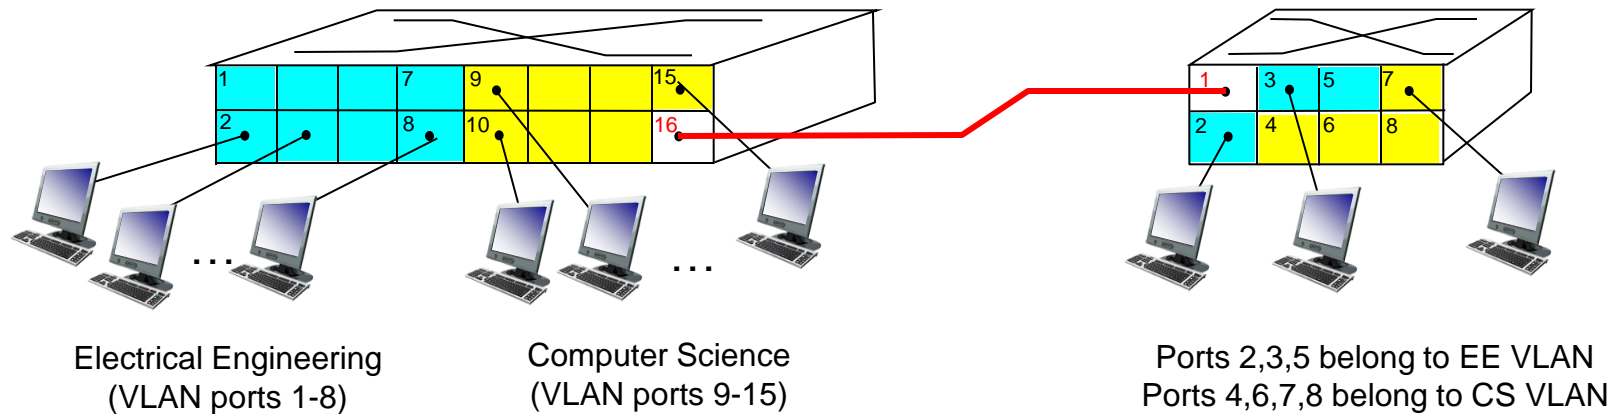 1 7 9 15
2 8 10 16
1 3 5 7
2 4 6 8
... ...
Electrical Engineering
(VLAN ports 1-8)
Computer Science
(VLAN ports 9-15)
Ports 2,3,5 belong to EE VLAN
Ports 4,6,7,8 belong to CS VLAN